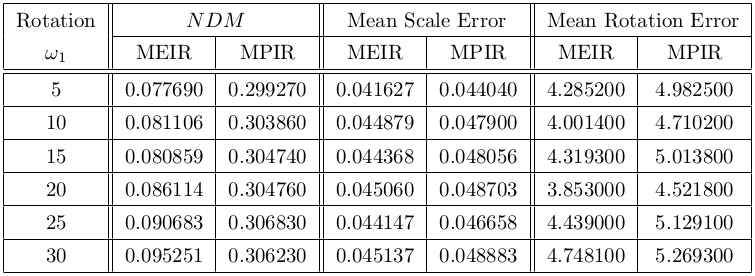 Rotation NDM Mean Scale Error Mean Rotation Error
ω₁ MEIR MPIR MEIR MPIR MEIR MPIR
5 0.077690 0.299270 0.041627 0.044040 4.285200 4.982500
10 0.081106 0.303860 0.044879 0.047900 4.001400 4.710200
15 0.080859 0.304740 0.044368 0.048056 4.319300 5.013800
20 0.086114 0.304760 0.045060 0.048703 3.853000 4.521800
25 0.090683 0.306830 0.044147 0.046658 4.439000 5.129100
30 0.095251 0.306230 0.045137 0.048883 4.748100 5.269300